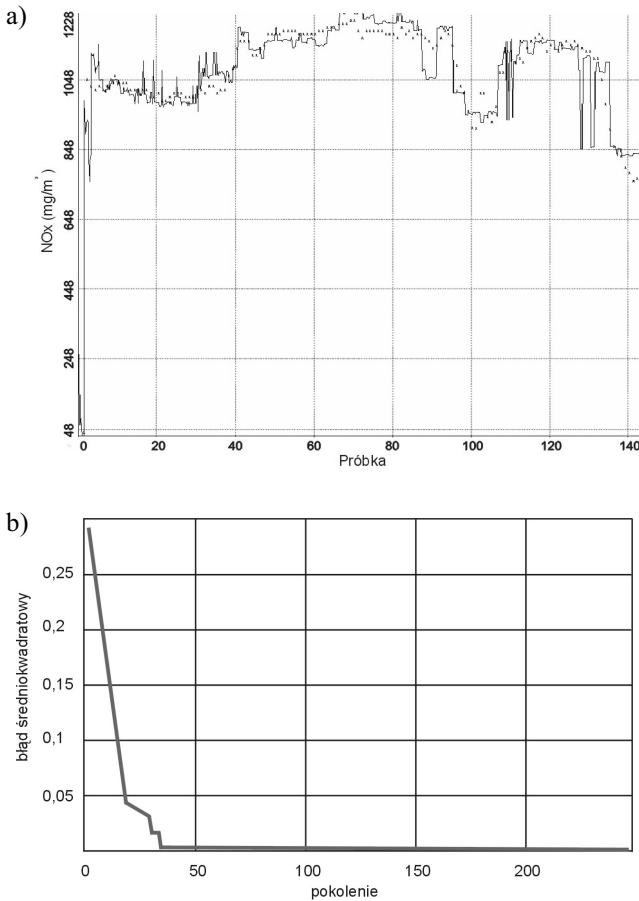 a)
1228
1048
848
648
448
248
48
NOx (mg/m³)
0 20 40 60 80 100 120 140
Próbka
b)
0,25
0,2
0,15
0,1
0,05
błąd średniokwadratowy
0 50 100 150 200
pokolenie